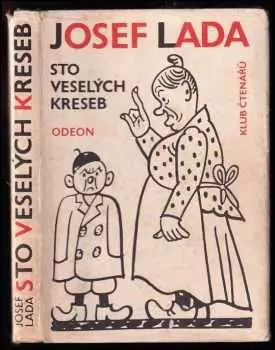 JOSEF LADA
STO
VESELÝCH
KRESEB
ODEON
KLUB ČTENÁŘŮ
JOSEF
LADA
STO VESELÝCH KRESEB